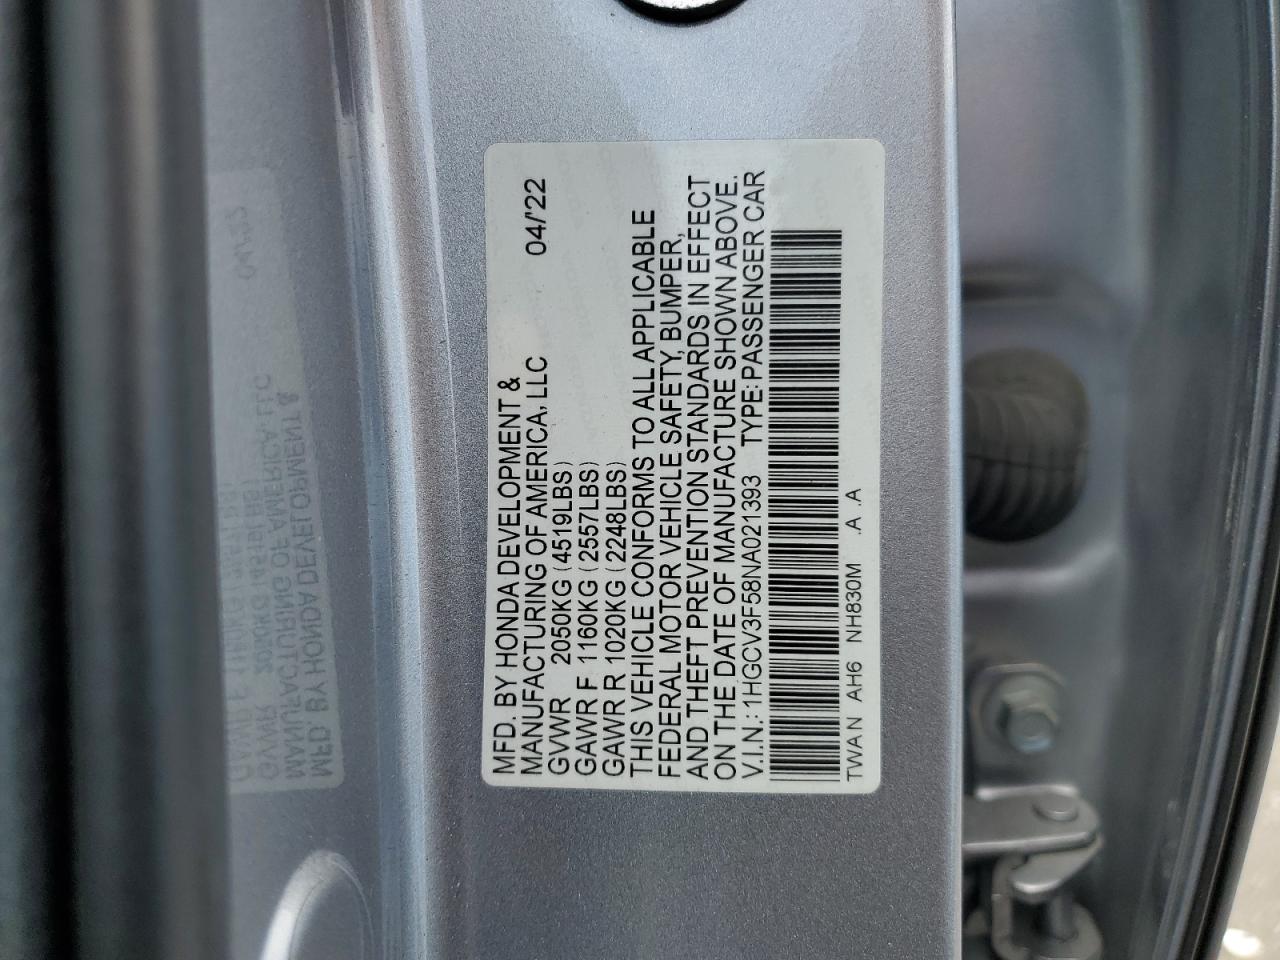 MFD. BY HONDA DEVELOPMENT &
MANUFACTURING OF AMERICA, LLC 04/'22
GVWR 2050KG (4519LBS)
GAWR F 1160KG (2557LBS)
GAWR R 1020KG (2248LBS)
THIS VEHICLE CONFORMS TO ALL APPLICABLE
FEDERAL MOTOR VEHICLE SAFETY, BUMPER,
AND THEFT PREVENTION STANDARDS IN EFFECT
ON THE DATE OF MANUFACTURE SHOWN ABOVE.
V.I.N.: 1HGCV3F58NA021393 TYPE: PASSENGER CAR
TWA N AH6 NH830M .A .A